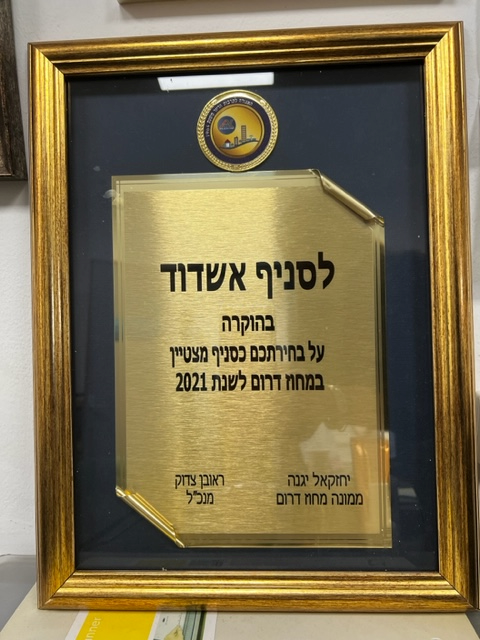 לסניף אשדוד
בהוקרה
על בחירתכם כסניף מצטיין
במחוז דרום לשנת 2021
יחזקאל יגנה
ממונה מחוז דרום
ראובן צדוק
מנכ"ל
nner